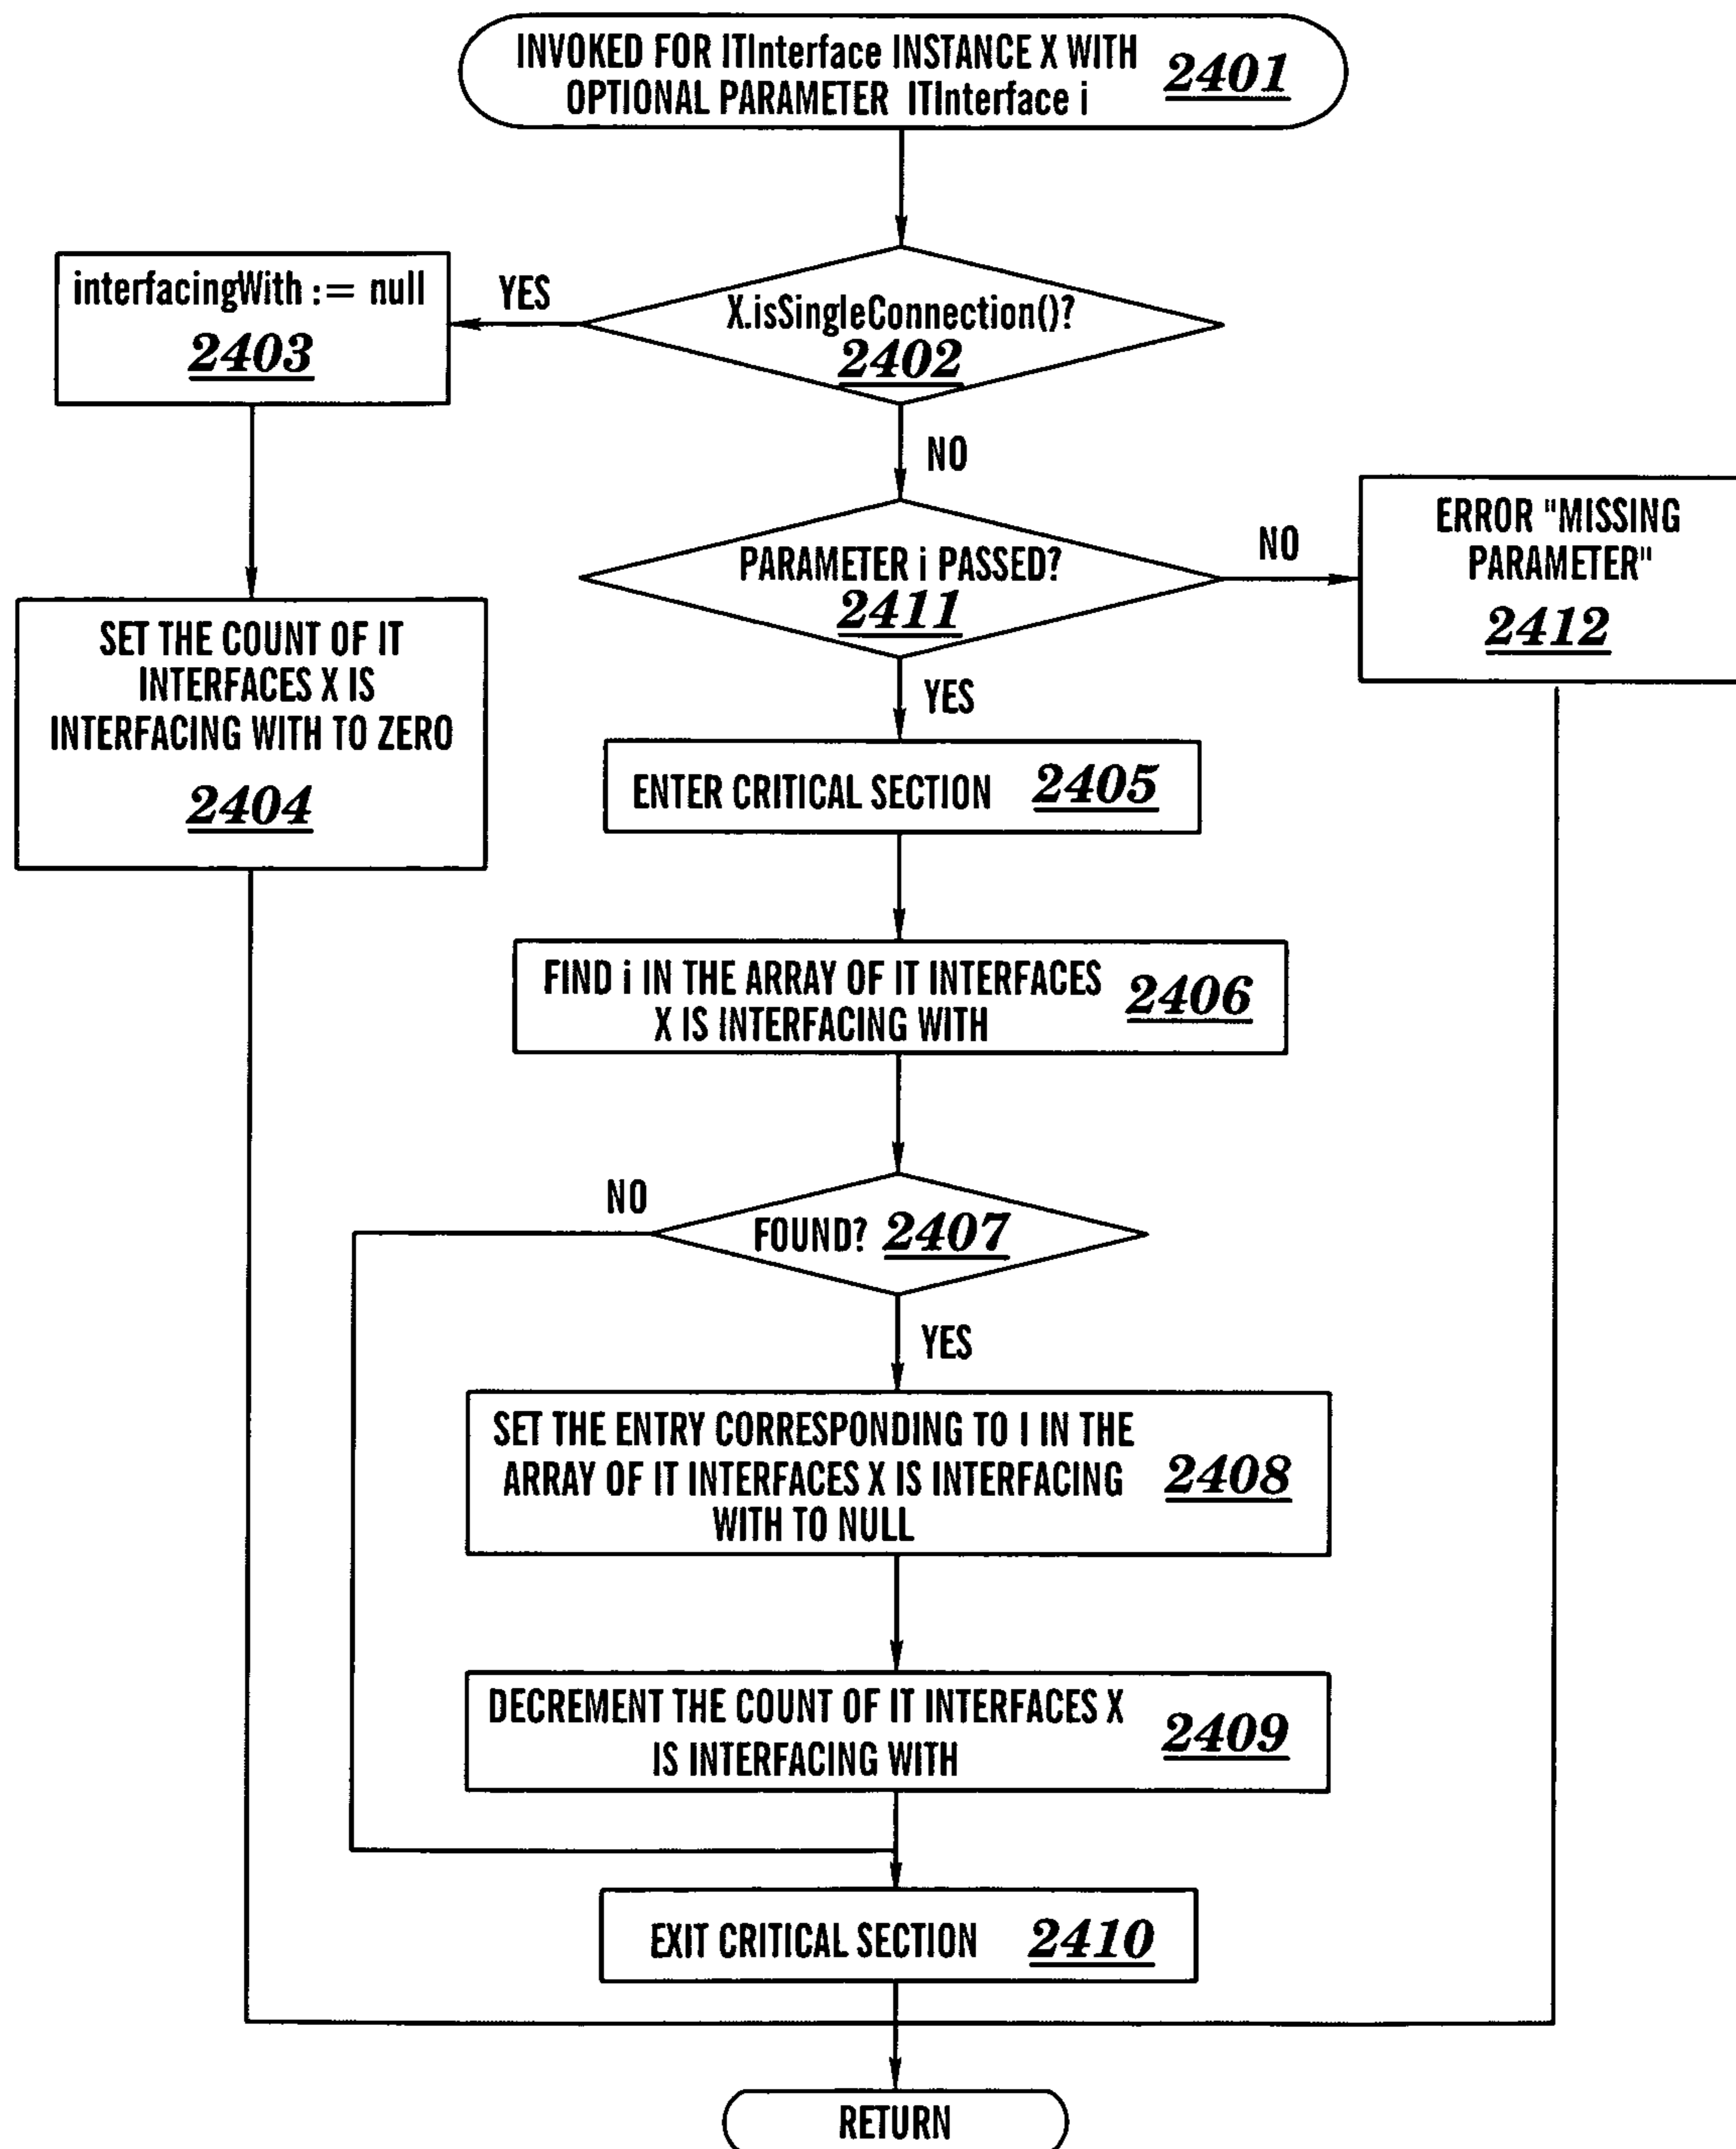 INVOKED FOR ITInterface INSTANCE X WITH
OPTIONAL PARAMETER ITInterface i
2401
X.isSingleConnection()?
2402
YES
interfacingWith := null
2403
NO
SET THE COUNT OF IT
INTERFACES X IS
INTERFACING WITH TO ZERO
2404
PARAMETER i PASSED?
2411
NO
ERROR "MISSING
PARAMETER"
2412
YES
ENTER CRITICAL SECTION 2405
FIND i IN THE ARRAY OF IT INTERFACES
X IS INTERFACING WITH
2406
FOUND? 2407
NO
YES
SET THE ENTRY CORRESPONDING TO I IN THE
ARRAY OF IT INTERFACES X IS INTERFACING
WITH TO NULL
2408
DECREMENT THE COUNT OF IT INTERFACES X
IS INTERFACING WITH
2409
EXIT CRITICAL SECTION 2410
RETURN